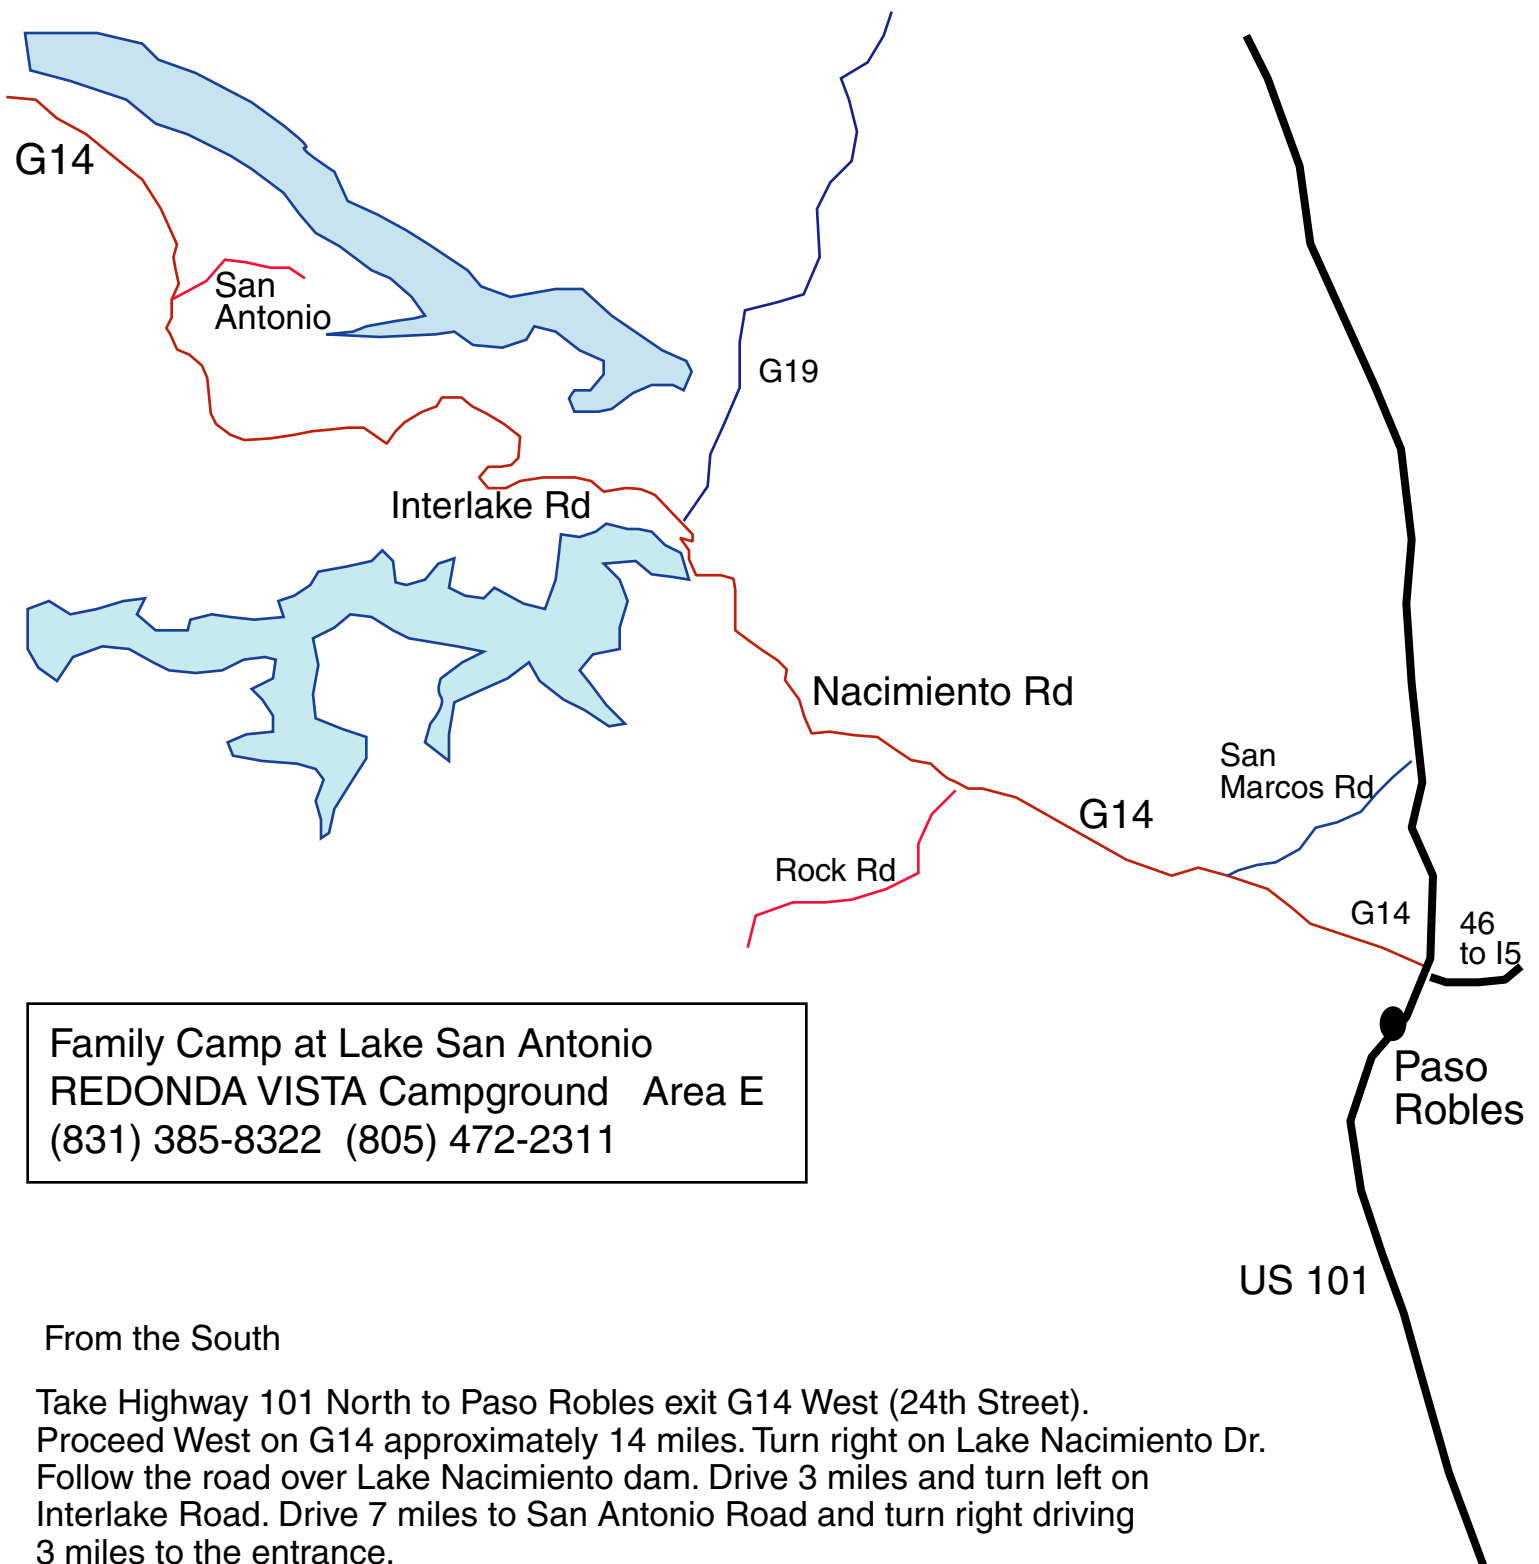 G14
San
Antonio
G19
Interlake Rd
Nacimiento Rd
San
Marcos Rd
G14
Rock Rd
G14
46
to I5
Family Camp at Lake San Antonio
REDONDA VISTA Campground Area E
(831) 385-8322 (805) 472-2311
Paso
Robles
US 101
From the South
Take Highway 101 North to Paso Robles exit G14 West (24th Street).
Proceed West on G14 approximately 14 miles. Turn right on Lake Nacimiento Dr.
Follow the road over Lake Nacimiento dam. Drive 3 miles and turn left on
Interlake Road. Drive 7 miles to San Antonio Road and turn right driving
3 miles to the entrance.